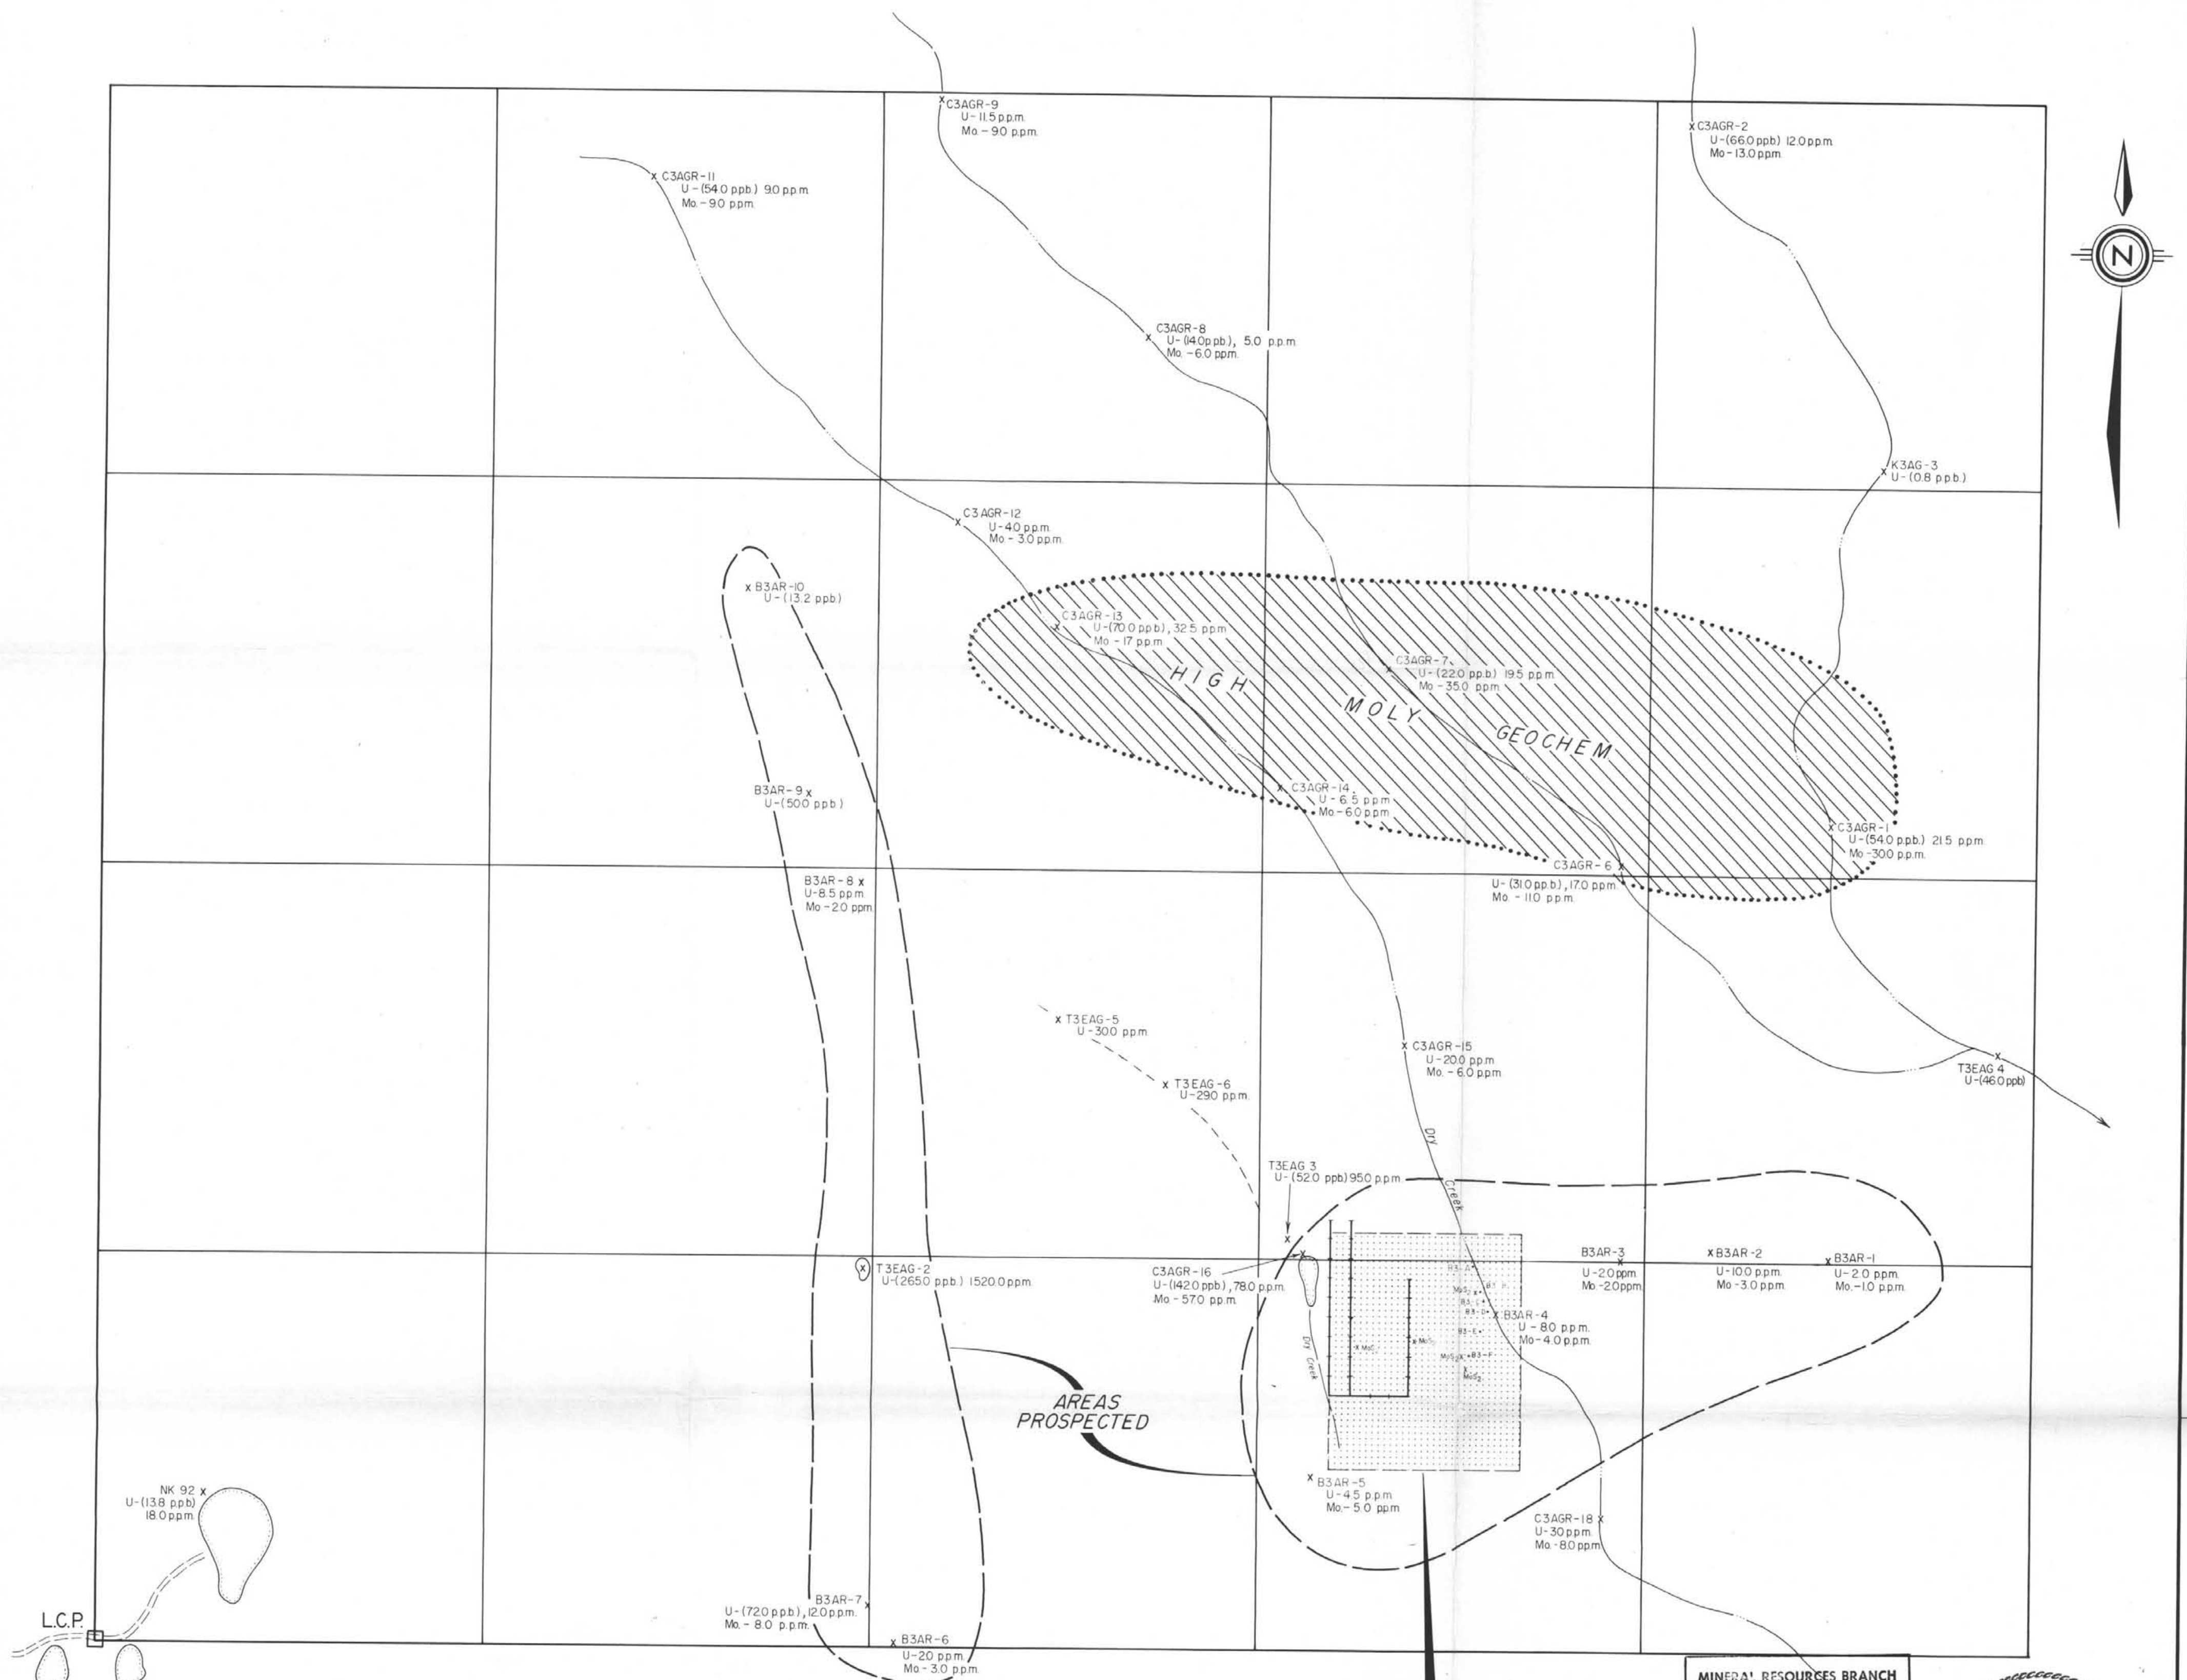 C3AGR-9
U-11.5 p.p.m.
Mo.-9.0 p.p.m.
C3AGR-2
U-(66.0 ppb.) 12.0 p.p.m.
Mo-13.0 p.p.m.
C3AGR-11
U-(54.0 ppb.) 9.0 p.p.m.
Mo.-9.0 p.p.m.
N
C3AGR-8
U-(14.0 p.p.b.), 5.0 p.p.m.
Mo.-6.0 p.p.m.
K3AG-3
U-(0.8 p.p.b.)
C3AGR-12
U-4.0 p.p.m.
Mo.-3.0 p.p.m.
B3AR-10
U-(13.2 ppb.)
C3AGR-13
U-(70.0 p.p.b.), 32.5 p.p.m.
Mo-17 p.p.m.
C3AGR-7
U-(22.0 p.p.b) 19.5 p.p.m.
Mo-35.0 p.p.m.
HIGH MOLY GEOCHEM
B3AR-9
U-(50.0 ppb.)
C3AGR-14
U-6.5 p.p.m.
Mo-6.0 p.p.m
C3AGR-1
U-(54.0 p.p.b.) 21.5 p.p.m.
Mo-30.0 p.p.m.
C3AGR-6
U-(31.0 p.p.b), 17.0 p.p.m.
Mo.-11.0 p.p.m.
B3AR-8
U-8.5 p.p.m.
Mo-2.0 ppm.
T3EAG-5
U-30.0 p.p.m.
C3AGR-15
U-20.0 p.p.m.
Mo.-6.0 p.p.m
T3EAG-6
U-29.0 p.p.m.
T3EAG 4
U-(46.0 ppb)
Dry Creek
T3EAG 3
U-(52.0 ppb) 95.0 p.p.m.
T3EAG-2
U-(265.0 p.p.b.) 1520.0 p.p.m.
C3AGR-16
U-(142.0 ppb.), 78.0 p.p.m.
Mo-57.0 p.p.m.
B3AR-3
U-2.0 ppm.
Mo-2.0 ppm.
B3AR-2
U-10.0 p.p.m.
Mo-3.0 p.p.m.
B3AR-1
U-2.0 p.p.m.
Mo.-1.0 p.p.m.
B3-A
B3-D
B3AR-4
U-8.0 p.p.m.
Mo-4.0 p.p.m.
B3-E
MoS2
B3-F
MoS2
Dry Creek
AREAS
PROSPECTED
B3AR-5
U-4.5 p.p.m.
Mo.-5.0 p.p.m
NK 92
U-(13.8 p.p.b)
18.0 p.p.m.
C3AGR-18
U-3.0 p.p.m.
Mo.-8.0 p.p.m.
B3AR-7
U-(72.0 p.p.b.), 12.0 p.p.m.
Mo.-8.0 p.p.m.
L.C.P.
B3AR-6
U-2.0 p.p.m.
Mo-3.0 p.p.m.
MINERAL RESOURCES BRANCH